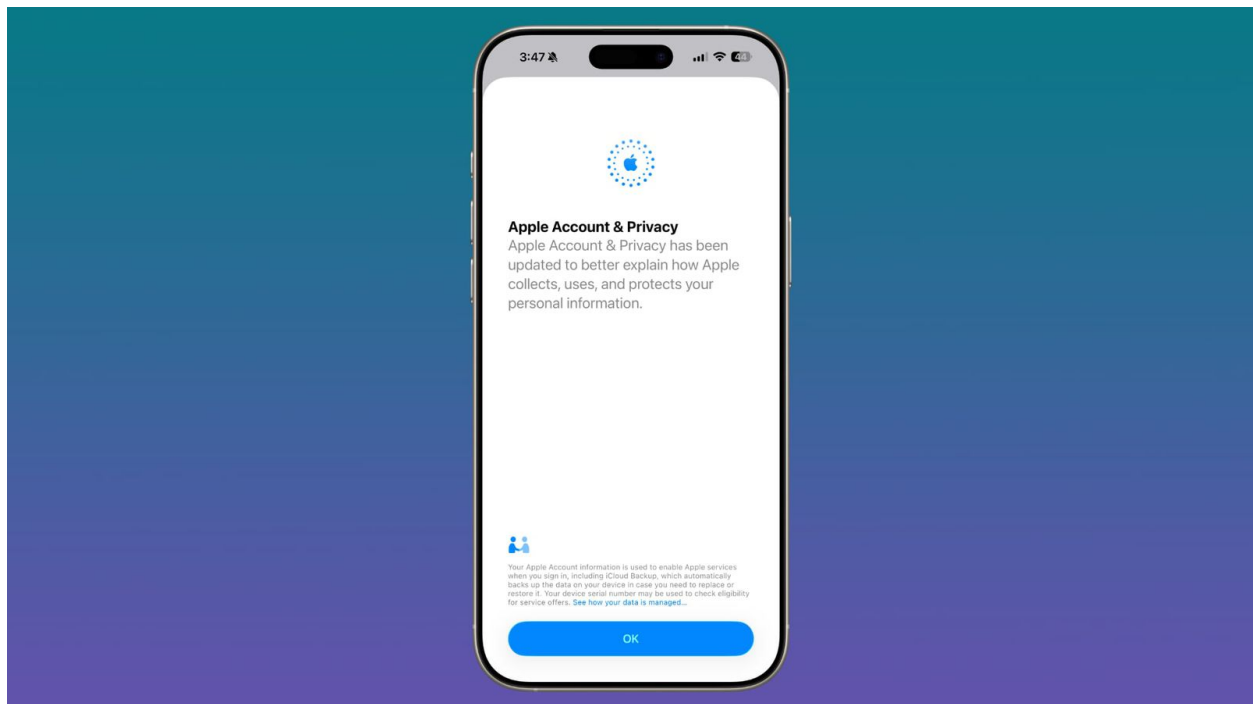 3:47
44
Apple Account & Privacy
Apple Account & Privacy has been
updated to better explain how Apple
collects, uses, and protects your
personal information.
Your Apple Account information is used to enable Apple services
when you sign in, including iCloud Backup, which automatically
backs up the data on your device in case you need to replace or
restore it. Your device serial number may be used to check eligibility
for service offers. See how your data is managed...
OK